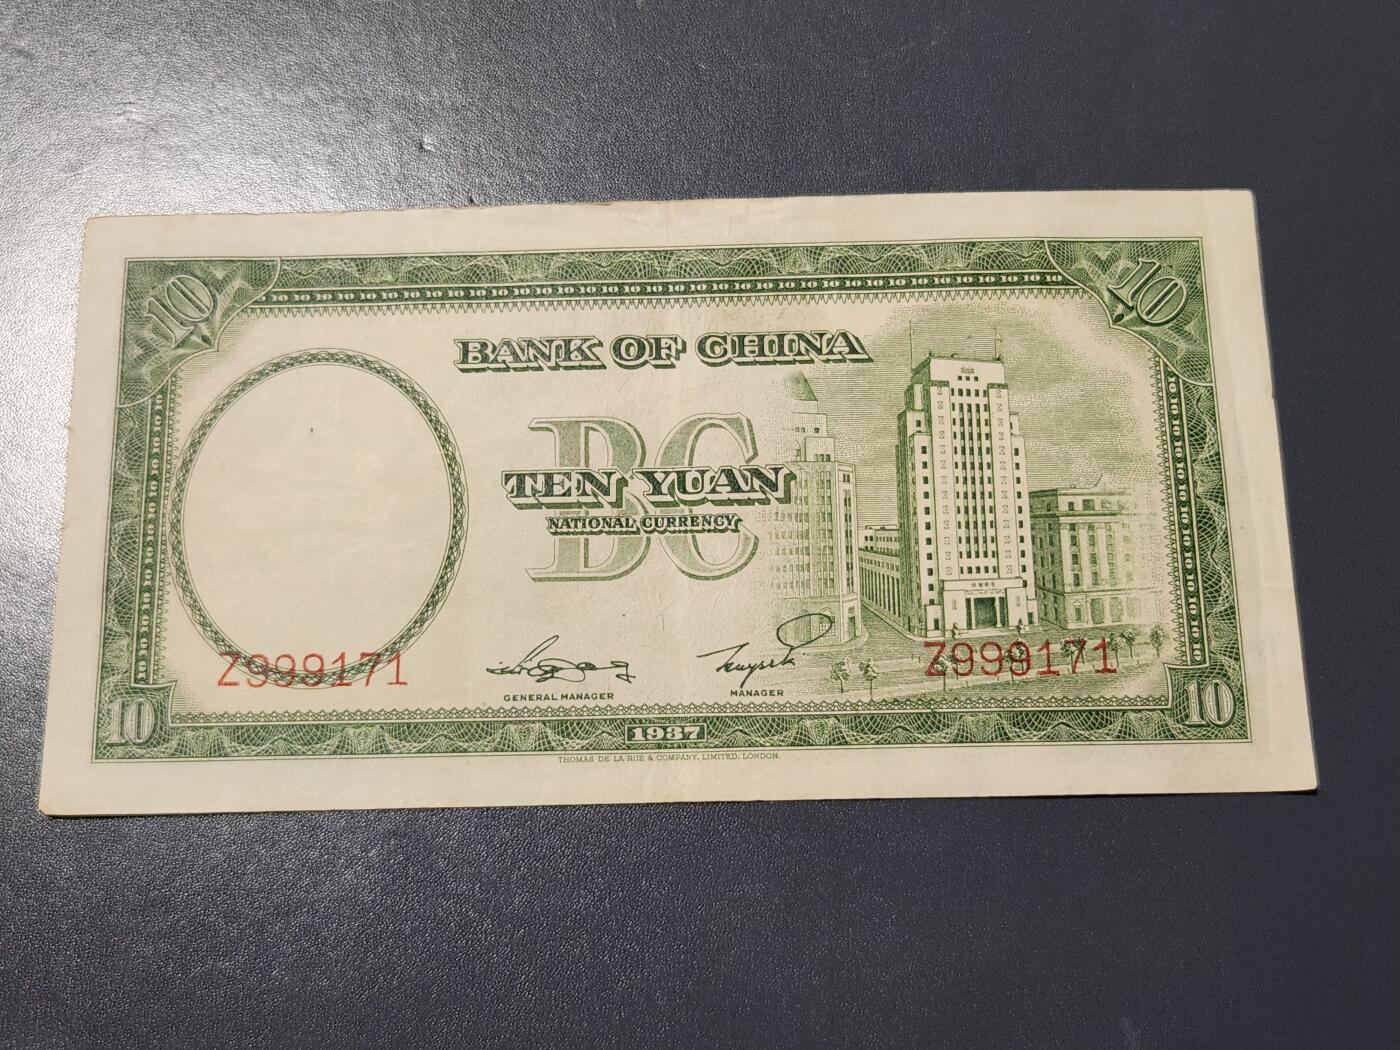 10
10
BANK OF CHINA
BC
TEN YUAN
NATIONAL CURRENCY
Z999171
Z999171
GENERAL MANAGER
MANAGER
10
1937
10
THOMAS DE LA RUE & COMPANY, LIMITED, LONDON.